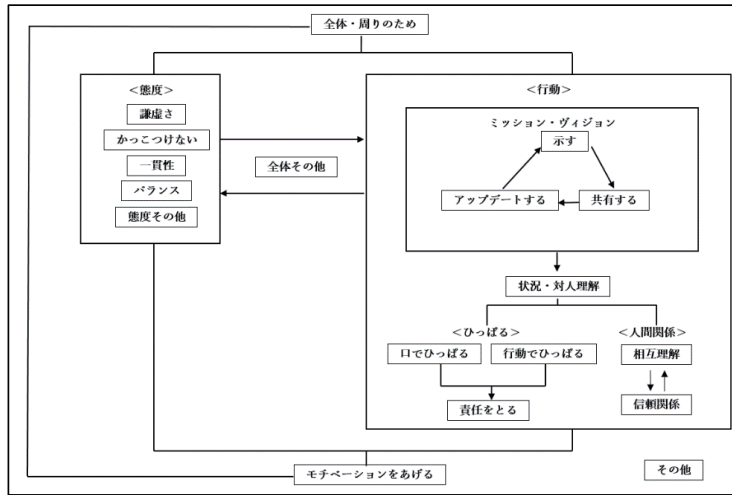 全体・周りのため
＜態度＞
謙虚さ
かっこつけない
一貫性
バランス
態度その他
全体その他
＜行動＞
ミッション・ヴィジョン
示す
アップデートする
共有する
状況・対人理解
＜ひっぱる＞
口でひっぱる
行動でひっぱる
責任をとる
＜人間関係＞
相互理解
信頼関係
モチベーションをあげる
その他